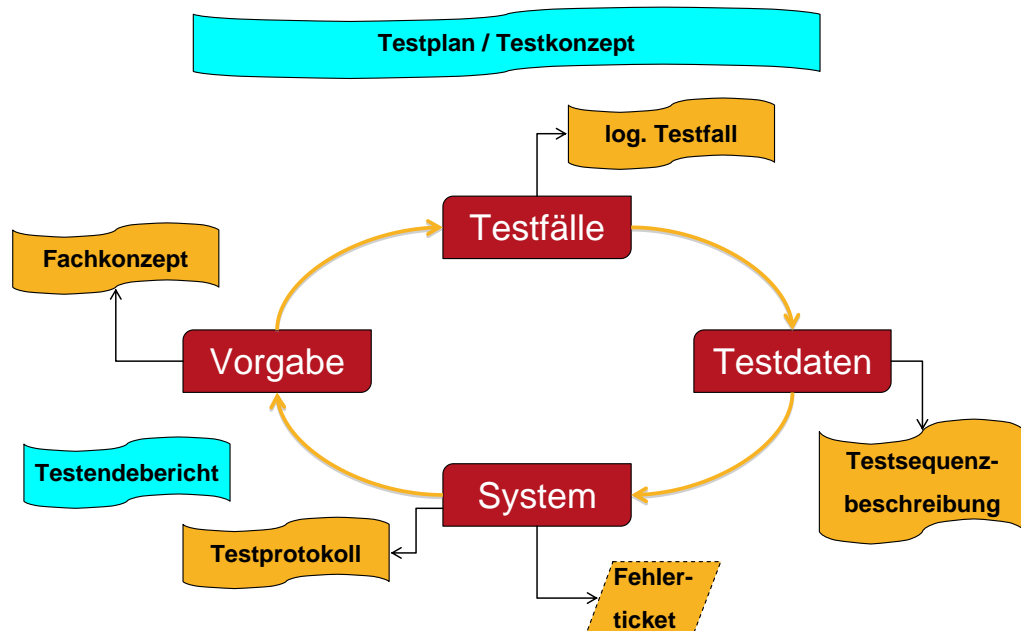 Testplan / Testkonzept
log. Testfall
Testfälle
Fachkonzept
Vorgabe
Testdaten
Testendebericht
Testsequenz-
beschreibung
System
Testprotokoll
Fehler-
ticket